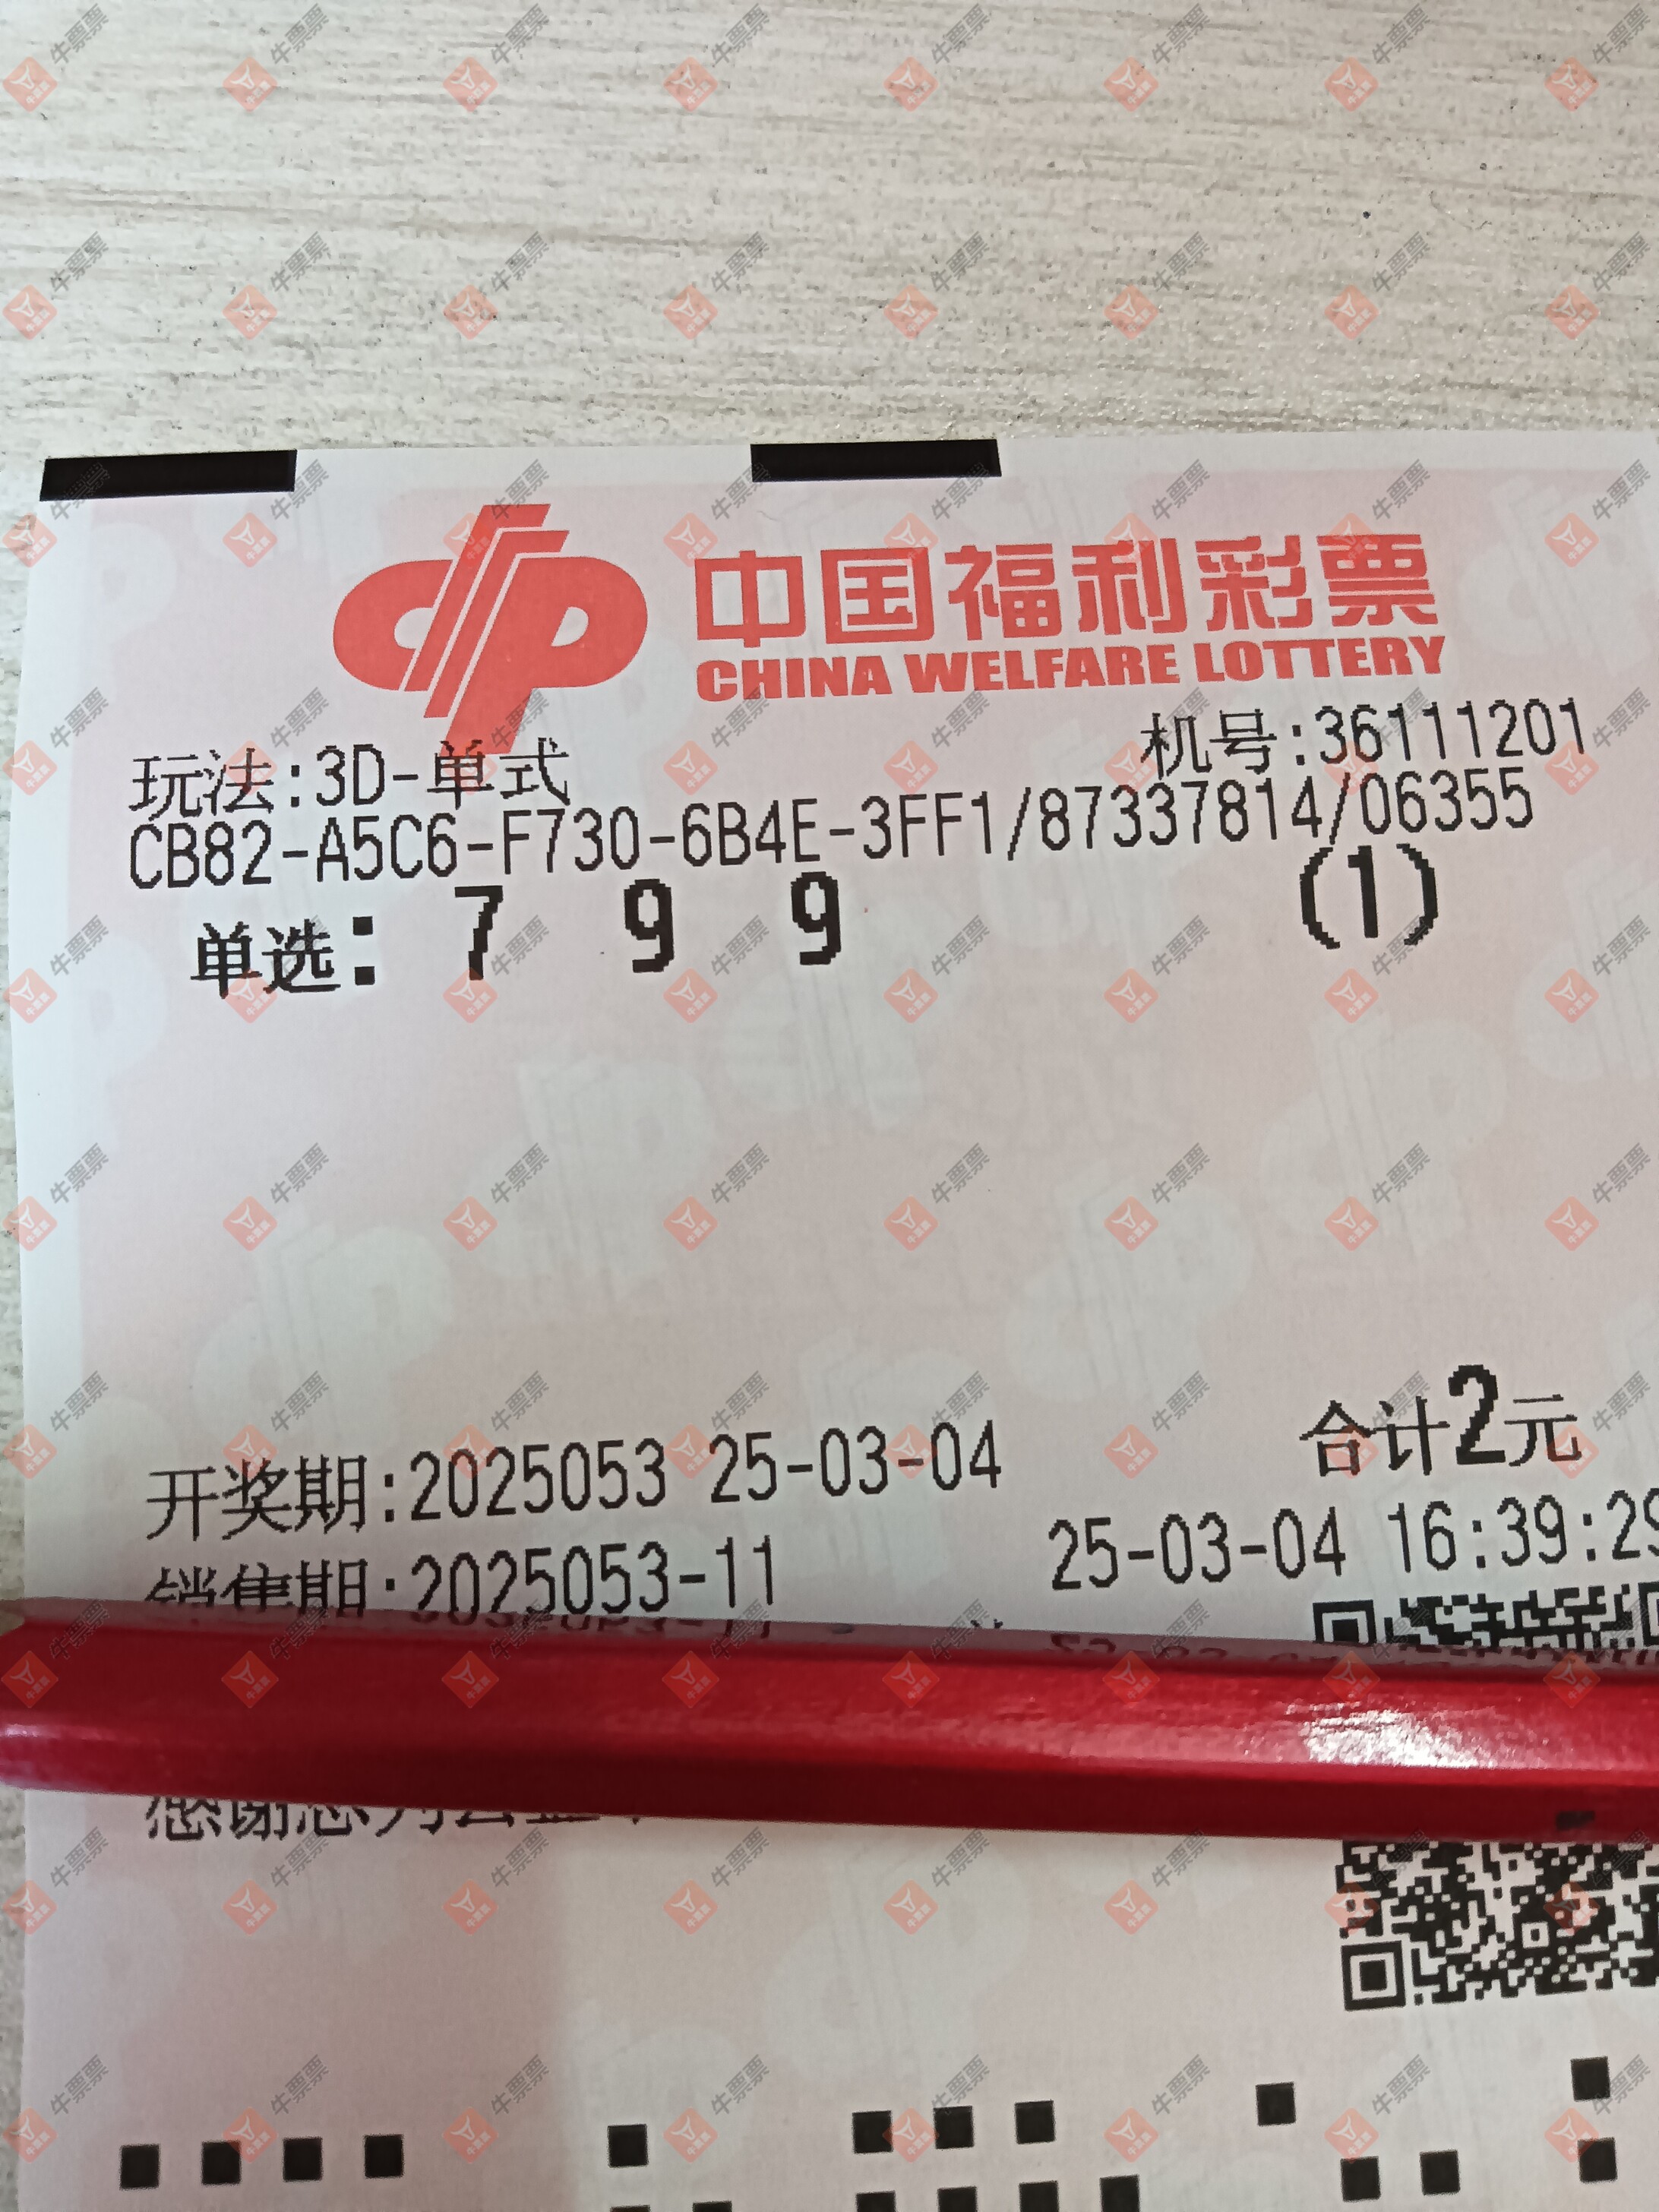 中国福利彩票
CHINA WELFARE LOTTERY
机号:36111201
玩法:3D-单式
CB82-A5C6-F730-6B4E-3FF1/87337814/06355
单选: 7 9 9 (1)
合计2元
开奖期:2025053 25-03-04
销售期:2025053-11 25-03-04 16:39:29
牛票票